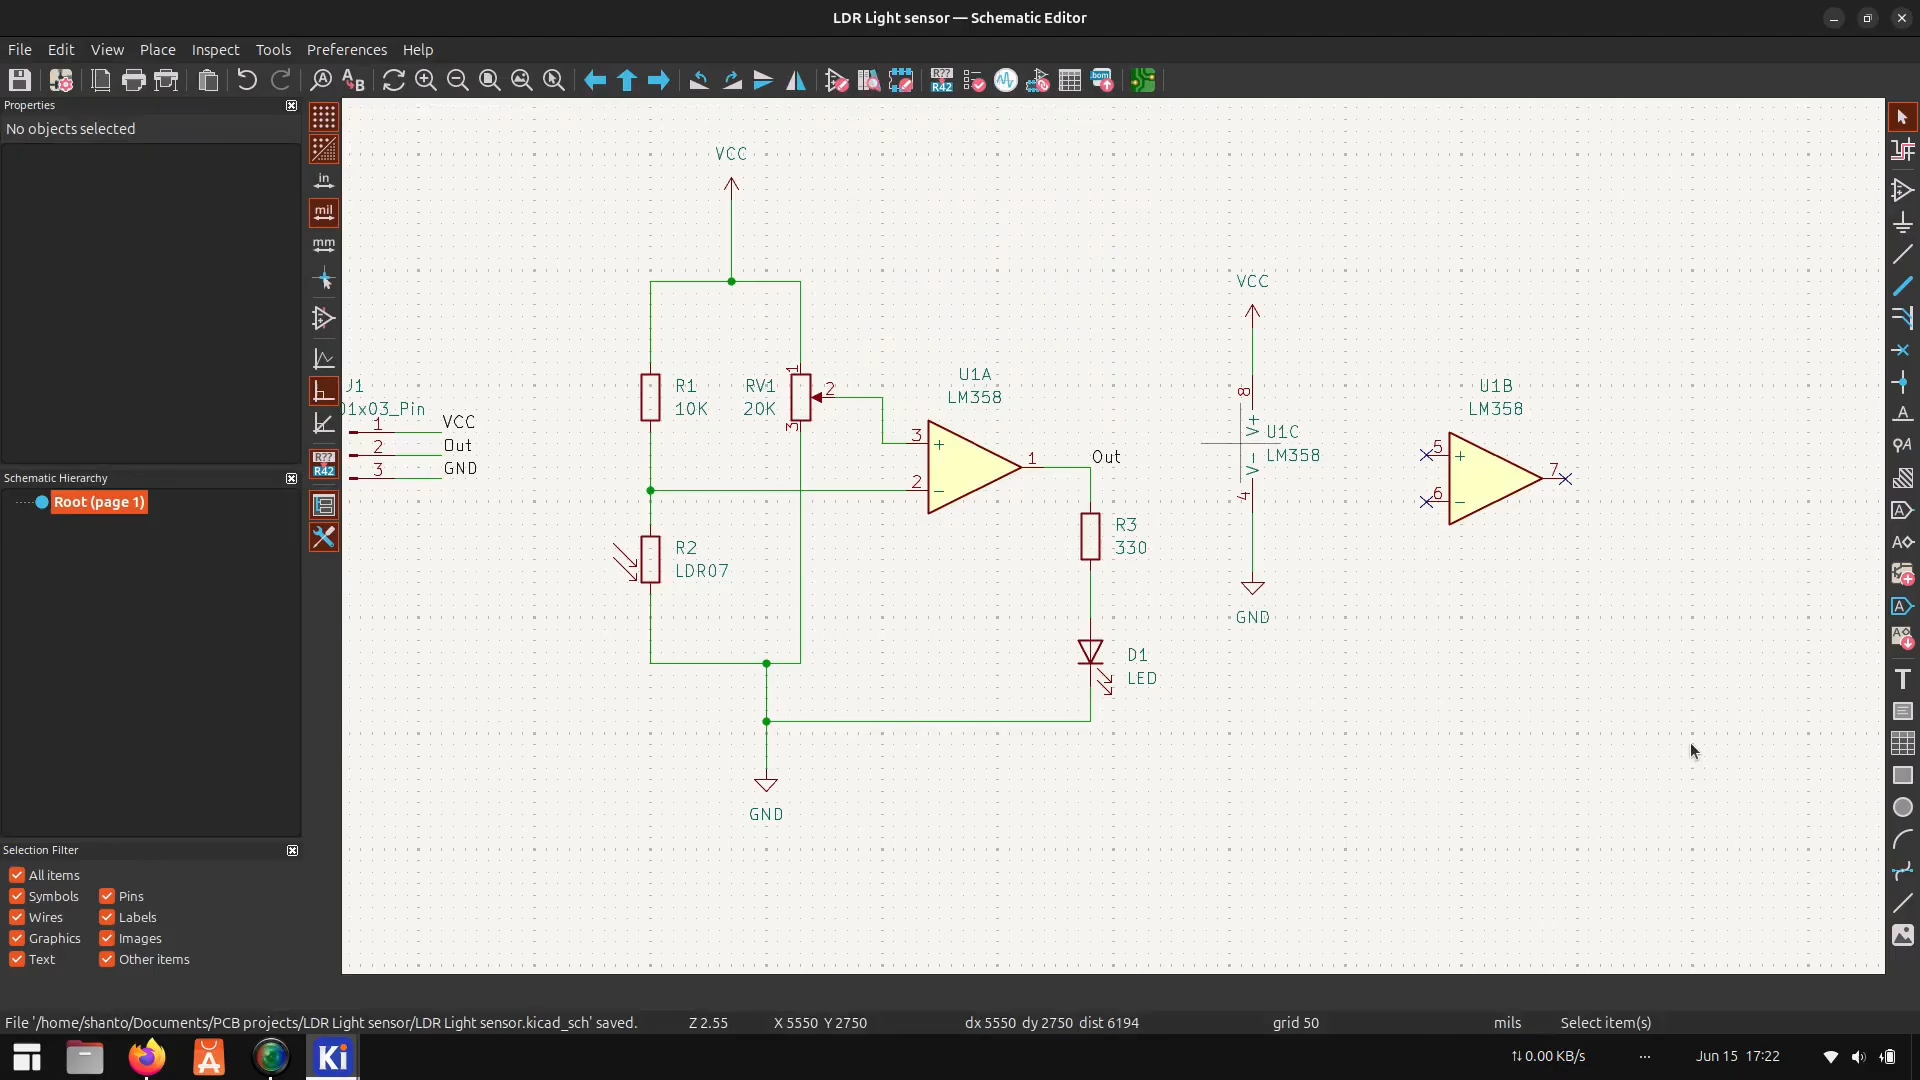 LDR Light sensor — Schematic Editor
File Edit View Place Inspect Tools Preferences Help
A
A B
R??
R42
bom
Properties
No objects selected
in
mil
mm
R??
R42
Schematic Hierarchy
Root (page 1)
Selection Filter
All items
Symbols Pins
Wires Labels
Graphics Images
Text Other items
VCC
J1
01x03_Pin
1 VCC
2 Out
3 GND
R1
10K
RV1
20K
1
2
3
R2
LDR07
U1A
LM358
3 +
2 −
1
Out
R3
330
D1
LED
GND
VCC
8
V+
U1C
LM358
V−
4
GND
U1B
LM358
5 +
6 −
7
A
A
A
A
A
A
T
File '/home/shanto/Documents/PCB projects/LDR Light sensor/LDR Light sensor.kicad_sch' saved. Z 2.55 X 5550 Y 2750 dx 5550 dy 2750 dist 6194 grid 50 mils Select item(s)
A
Ki
0.00 KB/s ... Jun 15 17:22